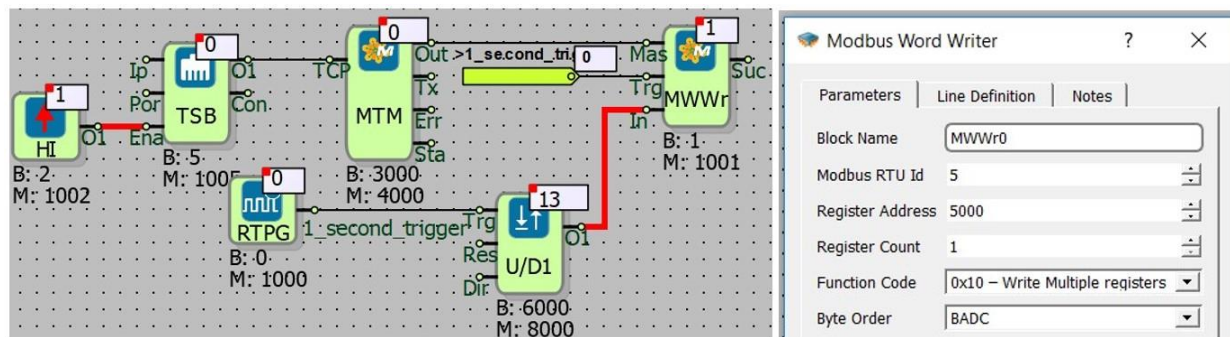 0
0
1
Ip
O1
TCP
Out
>1_second_tri
0
Mas
Suc
1
Por
Con
Tx
Trg
TSB
MTM
Err
MWWr
HI
O1
Ena
Sta
In
B: 2
M: 1002
B: 5
M: 1005
B: 3000
M: 4000
B: 1
M: 1001
0
13
RTPG
1_second_trigger
Trg
O1
Res
U/D1
Dir
B: 0
M: 1000
B: 6000
M: 8000
Modbus Word Writer
?
Parameters
Line Definition
Notes
Block Name
MWWr0
Modbus RTU Id
5
Register Address
5000
Register Count
1
Function Code
0x10 – Write Multiple registers
Byte Order
BADC